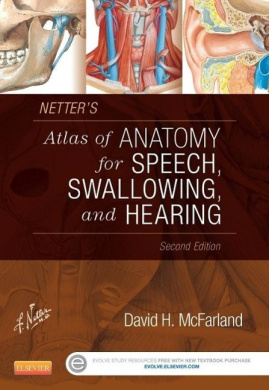 NETTER'S
Atlas of ANATOMY
for SPEECH,
SWALLOWING,
and HEARING
Second Edition
David H. McFarland
F. Netter M.D.
ELSEVIER
EVOLVE STUDY RESOURCES FREE WITH NEW TEXTBOOK PURCHASE
EVOLVE.ELSEVIER.COM